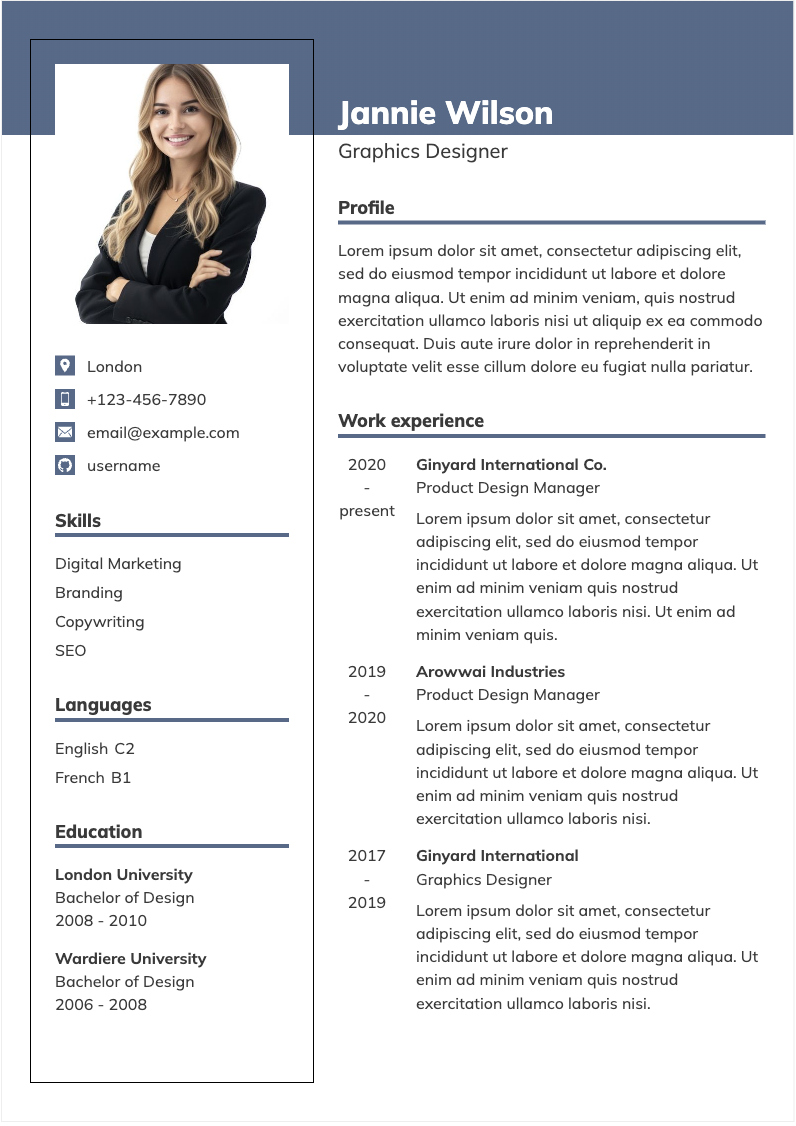 Jannie Wilson
Graphics Designer
London
+123-456-7890
email@example.com
username
Skills
Digital Marketing
Branding
Copywriting
SEO
Languages
English C2
French B1
Education
London University
Bachelor of Design
2008 - 2010
Wardiere University
Bachelor of Design
2006 - 2008
Profile
Lorem ipsum dolor sit amet, consectetur adipiscing elit,
sed do eiusmod tempor incididunt ut labore et dolore
magna aliqua. Ut enim ad minim veniam, quis nostrud
exercitation ullamco laboris nisi ut aliquip ex ea commodo
consequat. Duis aute irure dolor in reprehenderit in
voluptate velit esse cillum dolore eu fugiat nulla pariatur.
Work experience
2020
-
present
Ginyard International Co.
Product Design Manager
Lorem ipsum dolor sit amet, consectetur
adipiscing elit, sed do eiusmod tempor
incididunt ut labore et dolore magna aliqua. Ut
enim ad minim veniam quis nostrud
exercitation ullamco laboris nisi. Ut enim ad
minim veniam quis.
2019
-
2020
Arowwai Industries
Product Design Manager
Lorem ipsum dolor sit amet, consectetur
adipiscing elit, sed do eiusmod tempor
incididunt ut labore et dolore magna aliqua. Ut
enim ad minim veniam quis nostrud
exercitation ullamco laboris nisi.
2017
-
2019
Ginyard International
Graphics Designer
Lorem ipsum dolor sit amet, consectetur
adipiscing elit, sed do eiusmod tempor
incididunt ut labore et dolore magna aliqua. Ut
enim ad minim veniam quis nostrud
exercitation ullamco laboris nisi.